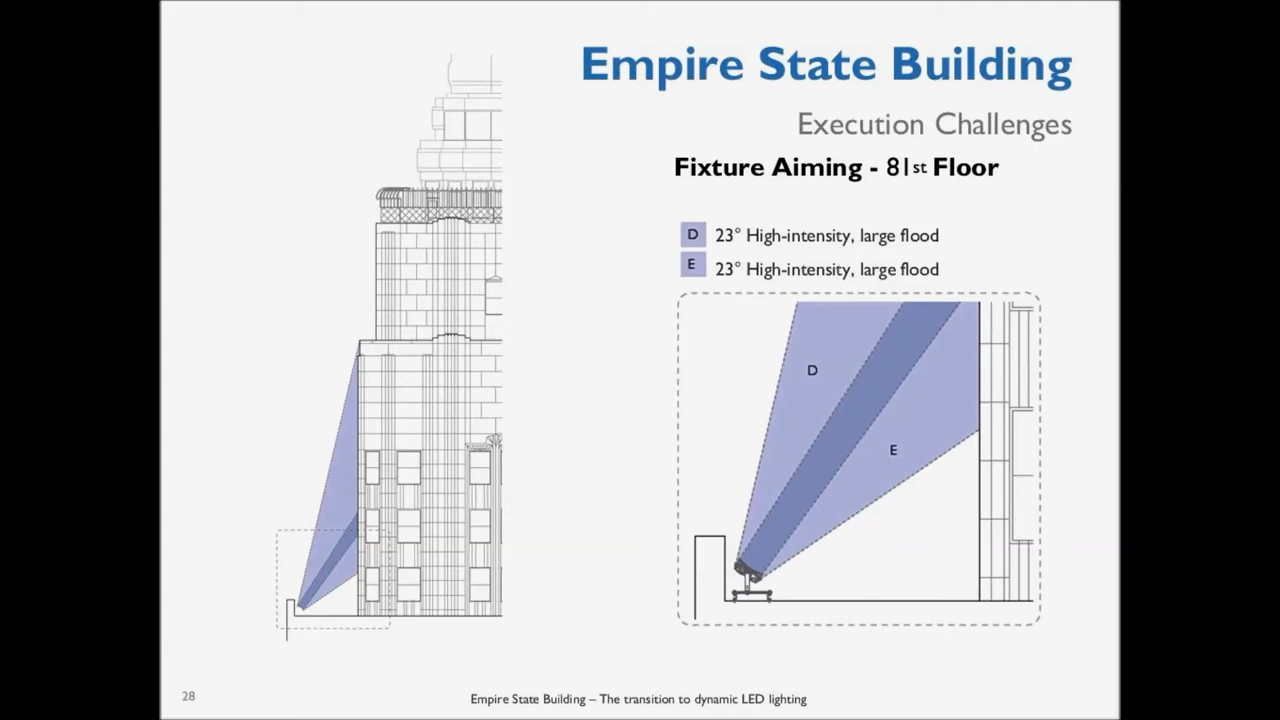 Empire State Building
Execution Challenges
Fixture Aiming - 81st Floor
D 23° High-intensity, large flood
E 23° High-intensity, large flood
D
E
28
Empire State Building – The transition to dynamic LED lighting